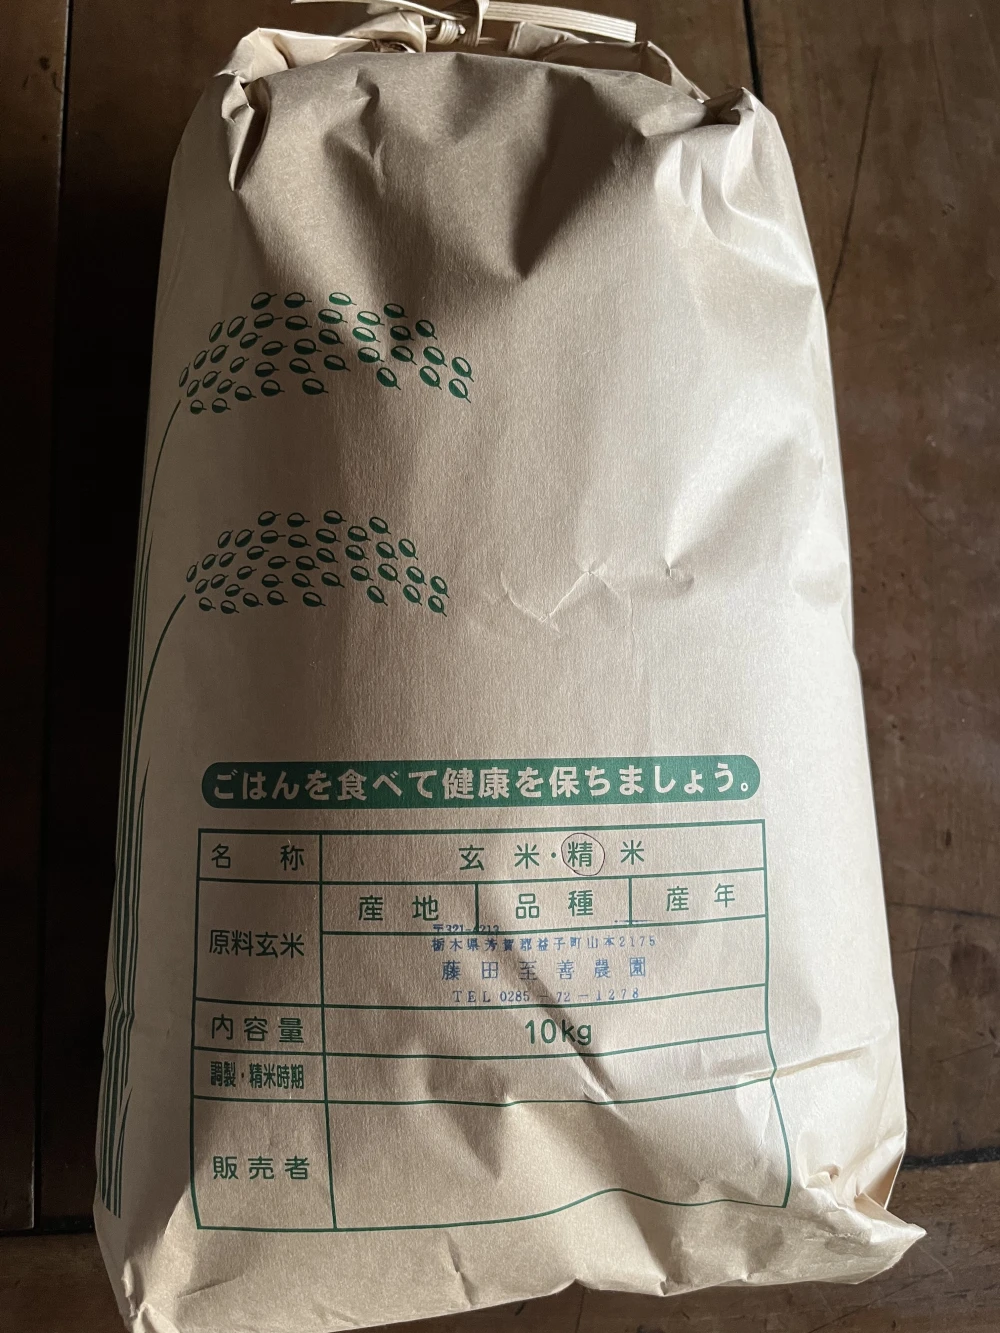 ごはんを食べて健康を保ちましょう。
名 称 玄 米・精 米
原料玄米 産 地 品 種 産 年
〒321-4213
栃木県芳賀郡益子町山本2175
藤田至善農園
TEL 0285-72-1278
内容量 10kg
調製・精米時期
販売者